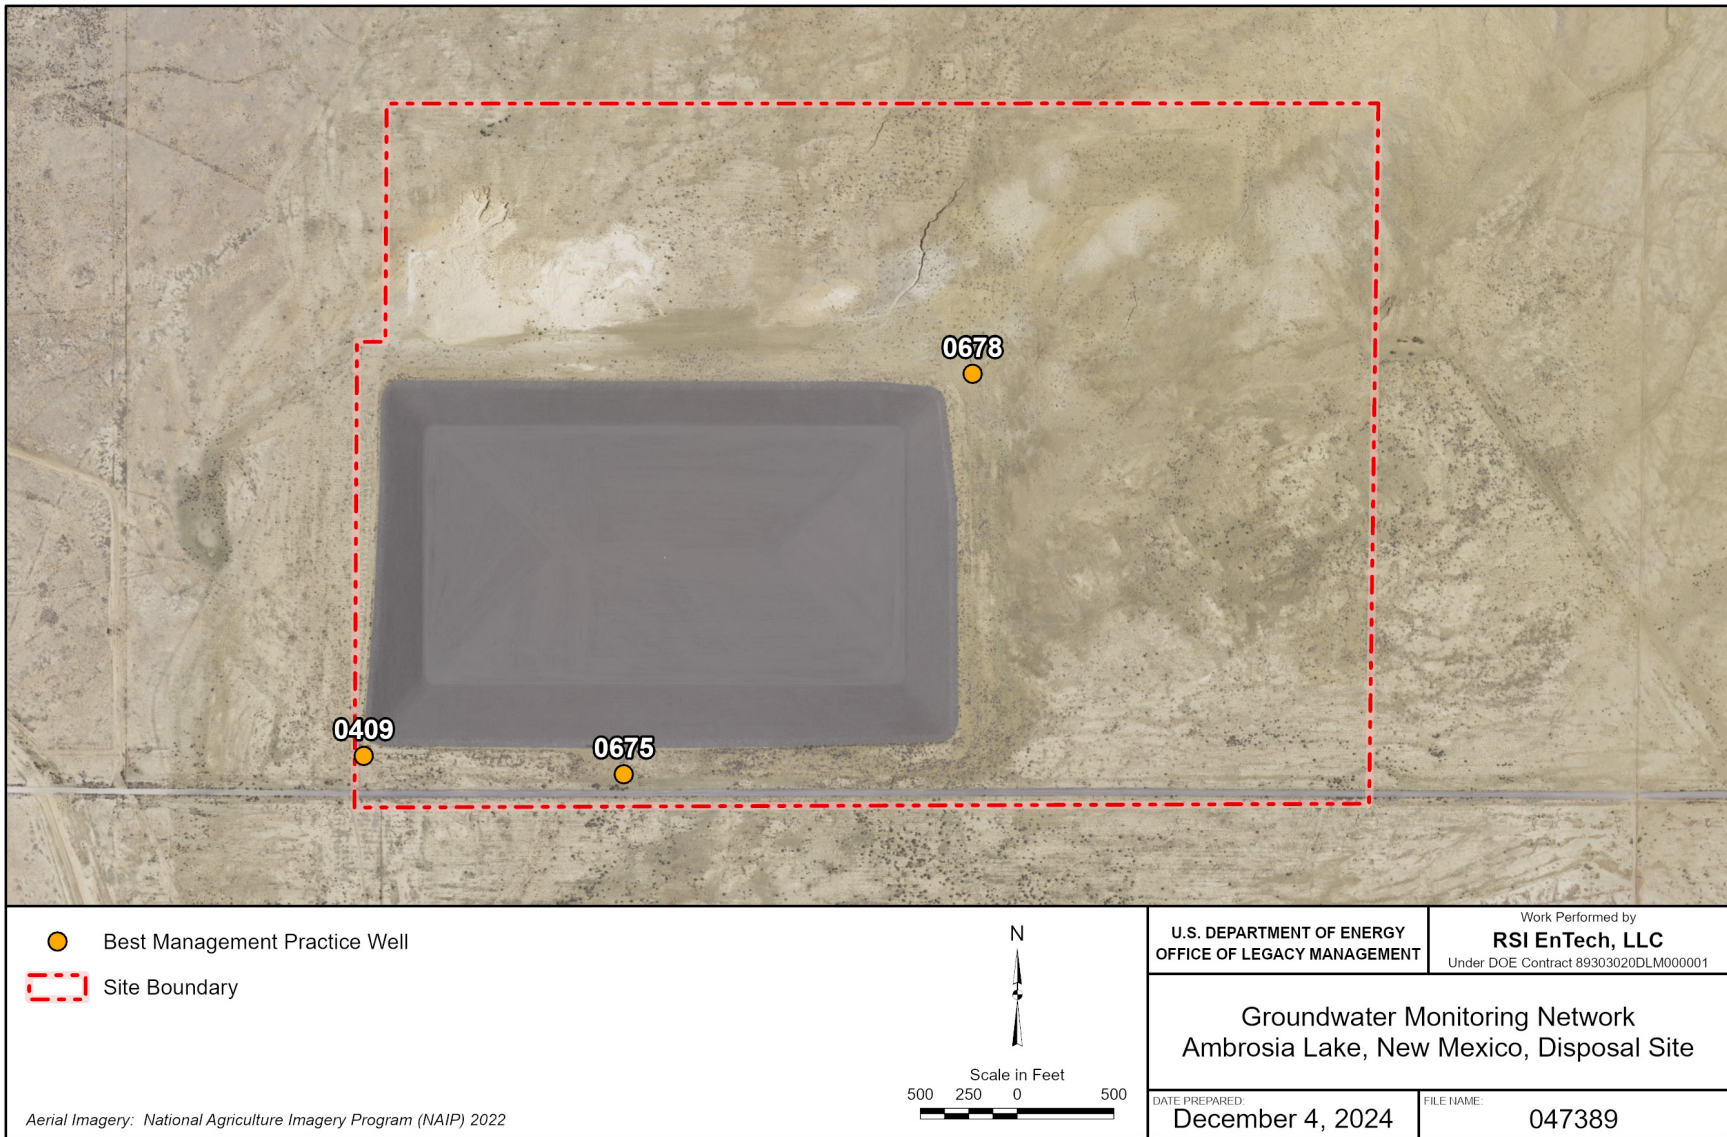 0678
0409
0675
Best Management Practice Well
Site Boundary
Aerial Imagery: National Agriculture Imagery Program (NAIP) 2022
N
Scale in Feet
500 250 0 500
U.S. DEPARTMENT OF ENERGY
OFFICE OF LEGACY MANAGEMENT
Work Performed by
RSI EnTech, LLC
Under DOE Contract 89303020DLM000001
Groundwater Monitoring Network
Ambrosia Lake, New Mexico, Disposal Site
DATE PREPARED:
December 4, 2024
FILE NAME:
047389